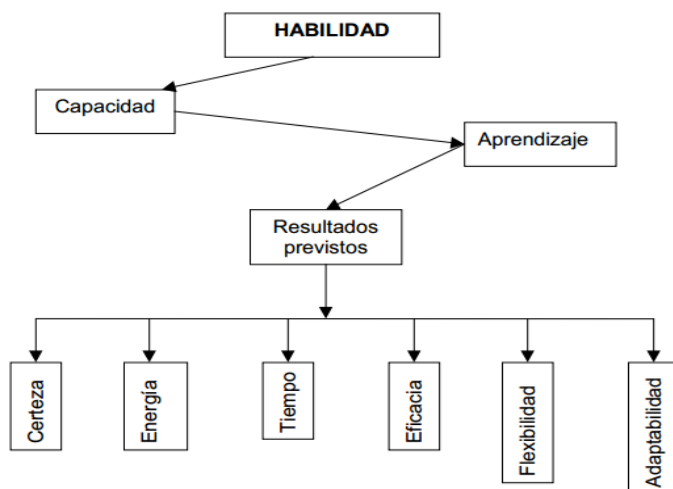 HABILIDAD
Capacidad
Aprendizaje
Resultados
previstos
Certeza
Energía
Tiempo
Eficacia
Flexibilidad
Adaptabilidad